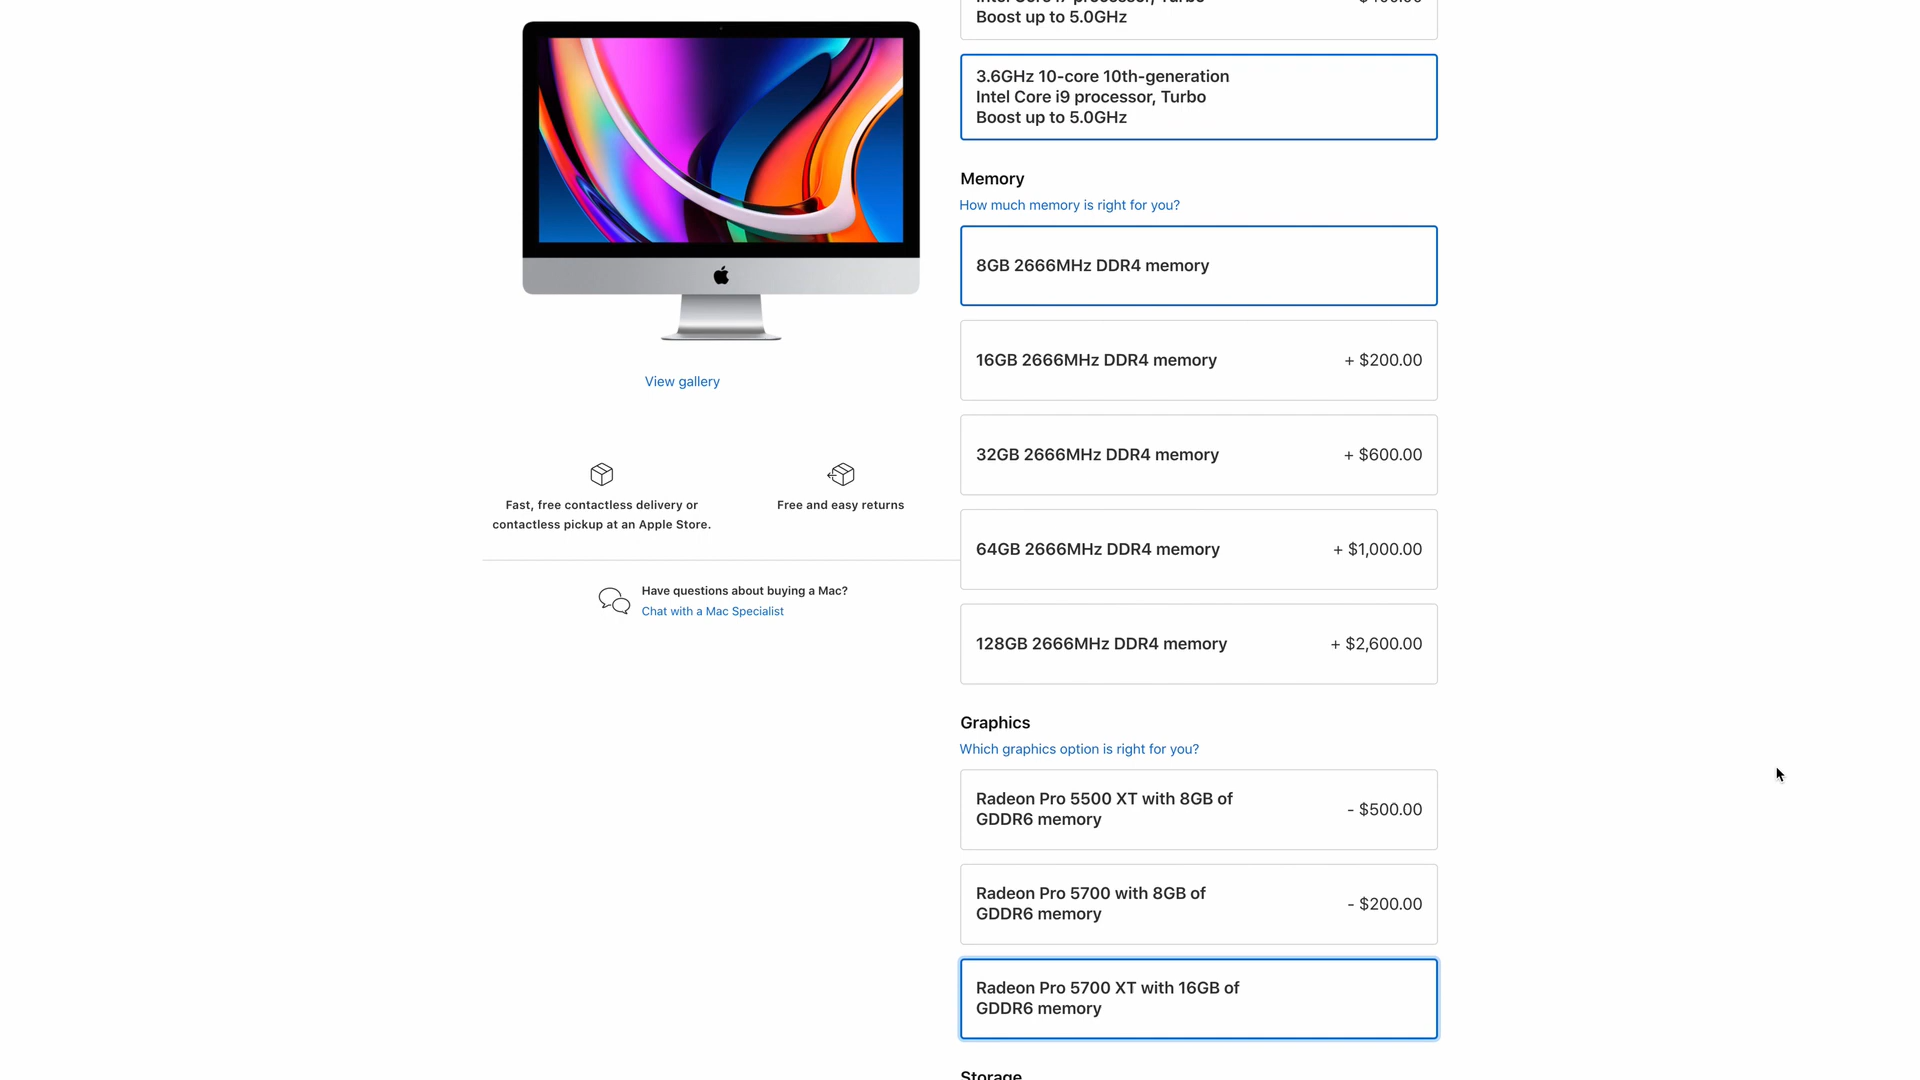 Boost up to 5.0GHz
3.6GHz 10-core 10th-generation
Intel Core i9 processor, Turbo
Boost up to 5.0GHz
Memory
How much memory is right for you?
8GB 2666MHz DDR4 memory
16GB 2666MHz DDR4 memory + $200.00
32GB 2666MHz DDR4 memory + $600.00
64GB 2666MHz DDR4 memory + $1,000.00
128GB 2666MHz DDR4 memory + $2,600.00
Graphics
Which graphics option is right for you?
Radeon Pro 5500 XT with 8GB of
GDDR6 memory
- $500.00
Radeon Pro 5700 with 8GB of
GDDR6 memory
- $200.00
Radeon Pro 5700 XT with 16GB of
GDDR6 memory
Storage
View gallery
Fast, free contactless delivery or
contactless pickup at an Apple Store.
Free and easy returns
Have questions about buying a Mac?
Chat with a Mac Specialist